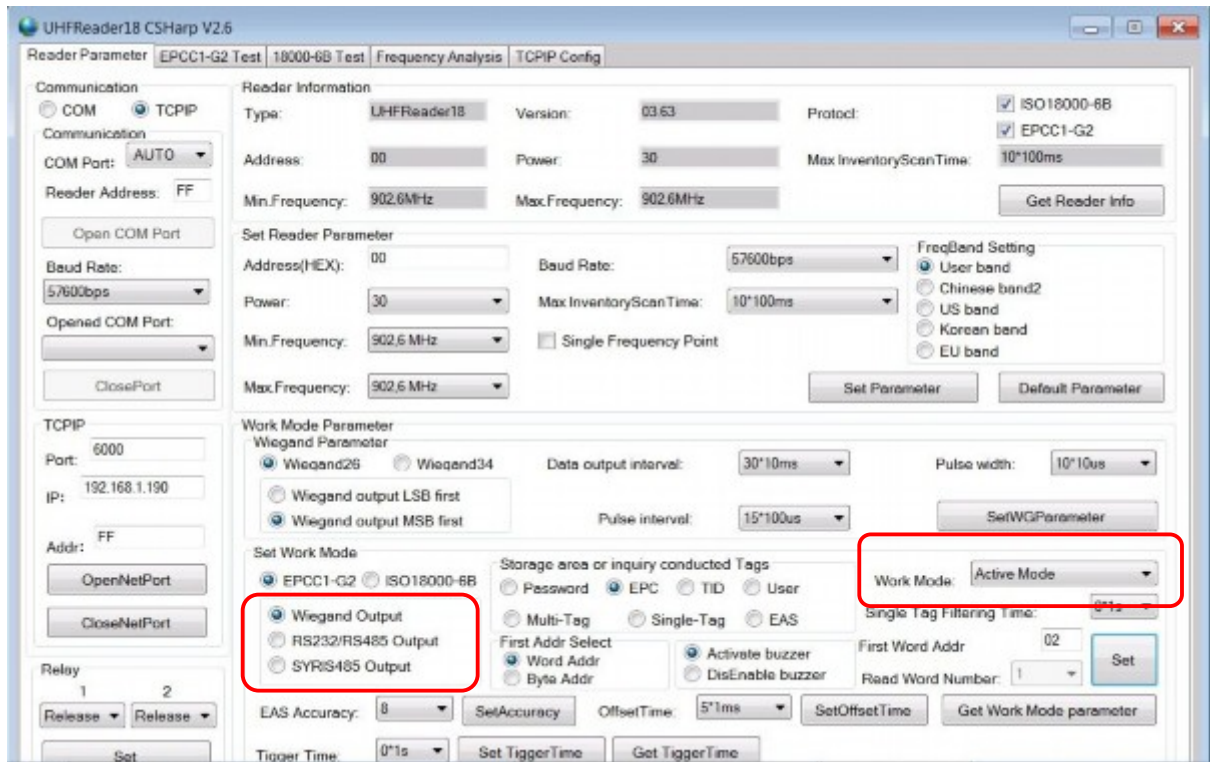 UHFReader18 CSHarp V2.6
Reader Parameter EPCC1-G2 Test 18000-6B Test Frequency Analysis TCPIP Config
Communication
COM TCPIP
Communication
COM Port: AUTO
Reader Address: FF
Open COM Port
Baud Rate:
57600bps
Opened COM Port:
ClosePort
TCPIP
Port: 6000
IP: 192.168.1.190
Addr: FF
OpenNetPort
CloseNetPort
Relay
1 2
Release Release
Set
Reader Information
Type: UHFReader18 Version: 03.63 Protocl: ISO18000-6B
EPCC1-G2
Address: 00 Power: 30 Max InventoryScanTime: 10*100ms
Min.Frequency: 902.6MHz Max.Frequency: 902.6MHz Get Reader Info
Set Reader Parameter
Address(HEX): 00 Baud Rate: 57600bps
Power: 30 Max InventoryScanTime: 10*100ms
Min.Frequency: 902,6 MHz Single Frequency Point
Max.Frequency: 902,6 MHz Set Parameter Default Parameter
FreqBand Setting
User band
Chinese band2
US band
Korean band
EU band
Work Mode Parameter
Wiegand Parameter
Wiegand26 Wiegand34 Data output interval: 30*10ms Pulse width: 10*10us
Wiegand output LSB first
Wiegand output MSB first Pulse interval: 15*100us SetWGParameter
Set Work Mode
EPCC1-G2 ISO18000-6B
Wiegand Output
RS232/RS485 Output
SYRIS485 Output
Storage area or inquiry conducted Tags
Password EPC TID User
Multi-Tag Single-Tag EAS
First Addr Select
Word Addr
Byte Addr
Activate buzzer
DisEnable buzzer
Work Mode: Active Mode
Single Tag Filtering Time: 0*1s
First Word Addr 02
Read Word Number: 1
Set
EAS Accuracy: 8 SetAccuracy OffsetTime: 5*1ms SetOffsetTime Get Work Mode parameter
Tigger Time: 0*1s Set TiggerTime Get TiggerTime